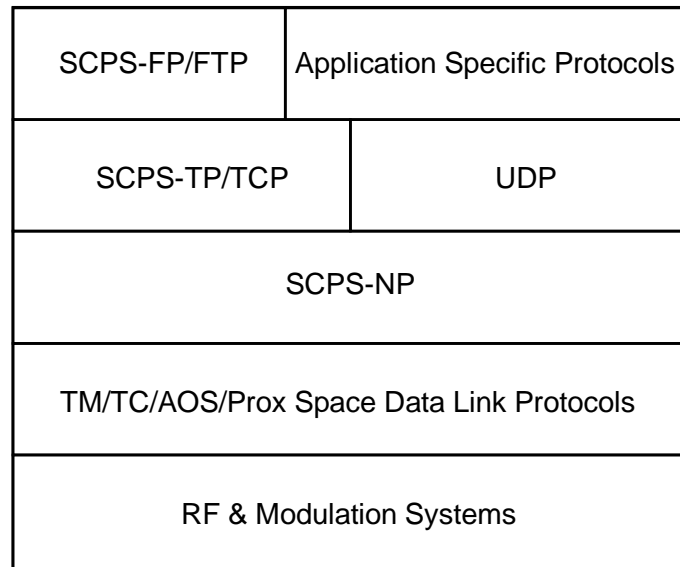 SCPS-FP/FTP
Application Specific Protocols
SCPS-TP/TCP
UDP
SCPS-NP
TM/TC/AOS/Prox Space Data Link Protocols
RF & Modulation Systems